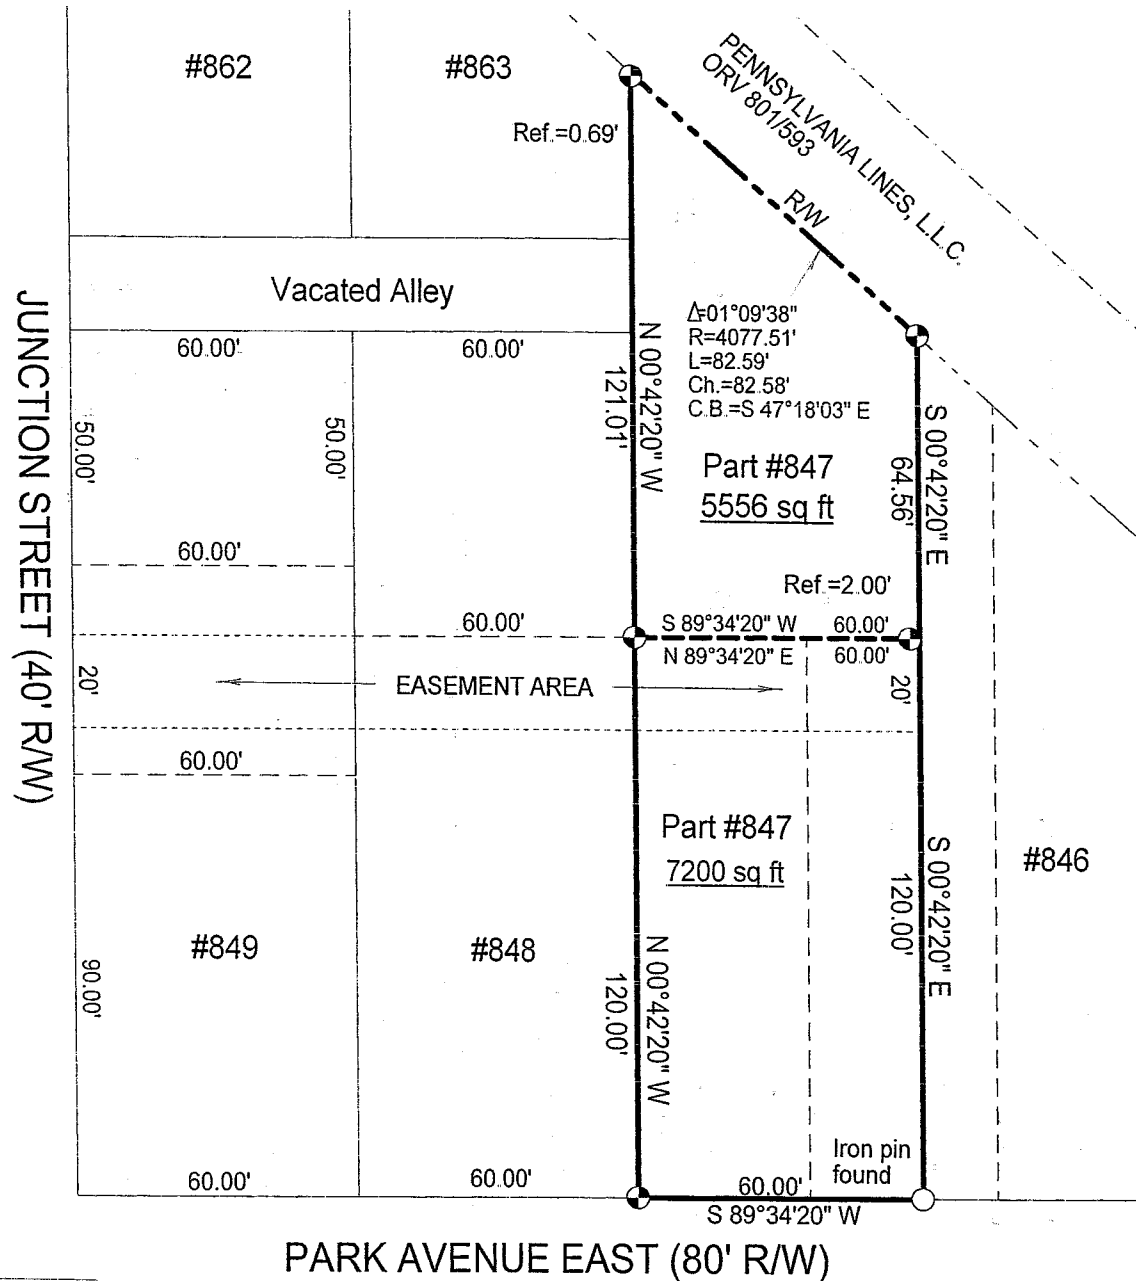 #862
#863
PENNSYLVANIA LINES, L.L.C.
ORV 801/593
Ref.=0.69'
R/W
Vacated Alley
Δ=01°09'38"
R=4077.51'
L=82.59'
Ch.=82.58'
C.B.=S 47°18'03" E
60.00'
60.00'
N 00°42'20" W
121.01'
S 00°42'20" E
64.56'
50.00'
50.00'
Part #847
5556 sq ft
JUNCTION STREET (40' R/W)
60.00'
Ref.=2.00'
60.00'
S 89°34'20" W
60.00'
N 89°34'20" E
60.00'
20'
EASEMENT AREA
20'
60.00'
Part #847
7200 sq ft
#846
S 00°42'20" E
120.00'
#849
#848
90.00'
N 00°42'20" W
120.00'
Iron pin
found
60.00'
60.00'
60.00'
S 89°34'20" W
PARK AVENUE EAST (80' R/W)